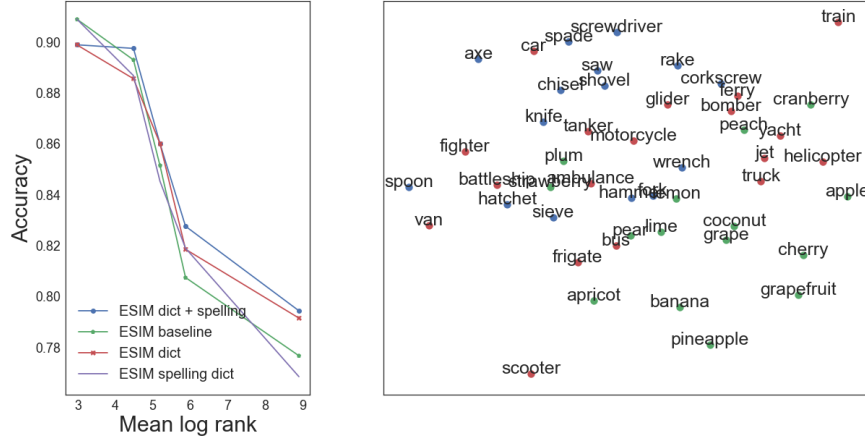 0.90
0.88
0.86
0.84
0.82
0.80
0.78
Accuracy
ESIM dict + spelling
ESIM baseline
ESIM dict
ESIM spelling dict
3 4 5 6 7 8 9
Mean log rank
train
screwdriver
spade
car
axe
saw
rake
shovel
chisel
corkscrew
ferry
glider
bomber
cranberry
knife
tanker
motorcycle
peach
yacht
fighter
plum
wrench
jet
helicopter
spoon
battleship
strawberry
ambulance
truck
hammer
fork
lemon
apple
hatchet
sieve
van
pear
lime
coconut
grape
bus
frigate
cherry
apricot
banana
grapefruit
pineapple
scooter